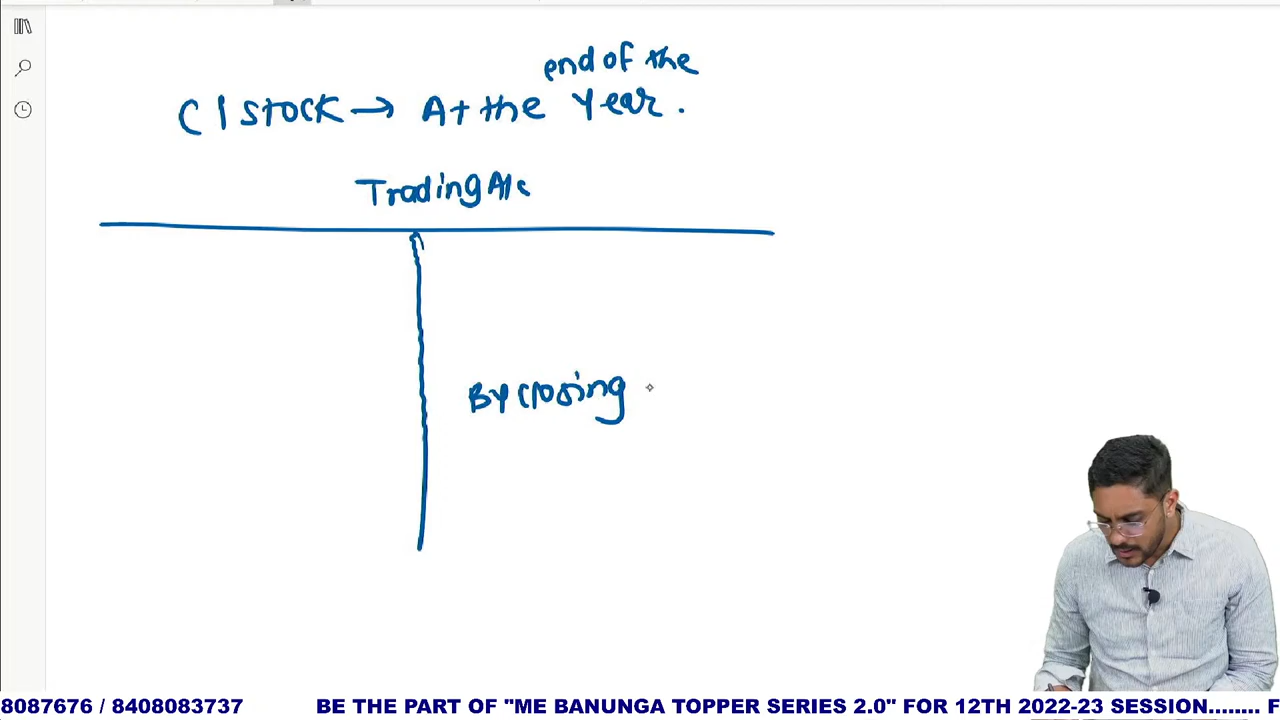 end of the
Cl stock → At the Year.
Trading A/c
By closing
8087676 / 8408083737 BE THE PART OF "ME BANUNGA TOPPER SERIES 2.0" FOR 12TH 2022-23 SESSION........ F